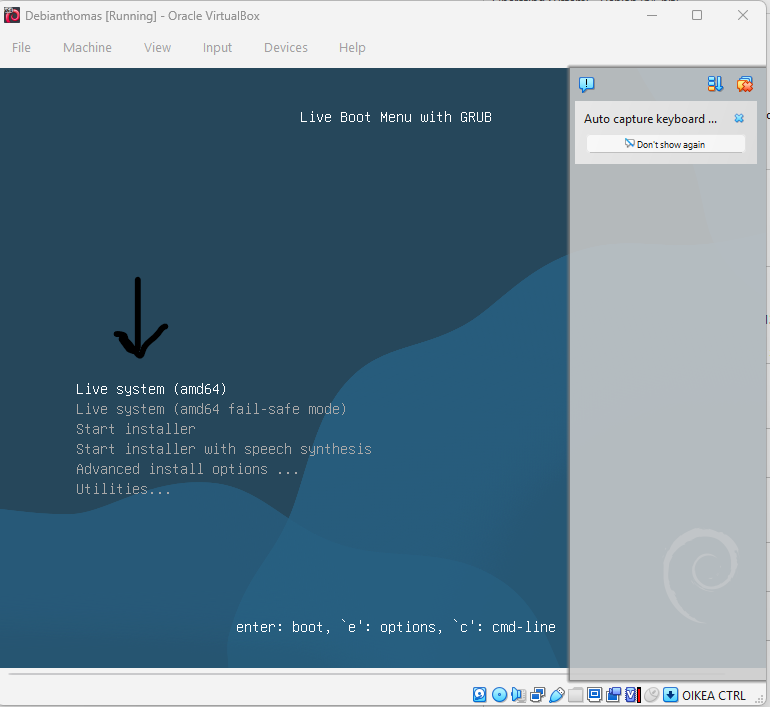 Debianthomas [Running] - Oracle VirtualBox
File Machine View Input Devices Help
Live Boot Menu with GRUB
Auto capture keyboard ...
Don't show again
Live system (amd64)
Live system (amd64 fail-safe mode)
Start installer
Start installer with speech synthesis
Advanced install options ...
Utilities...
enter: boot, `e': options, `c': cmd-line
OIKEA CTRL